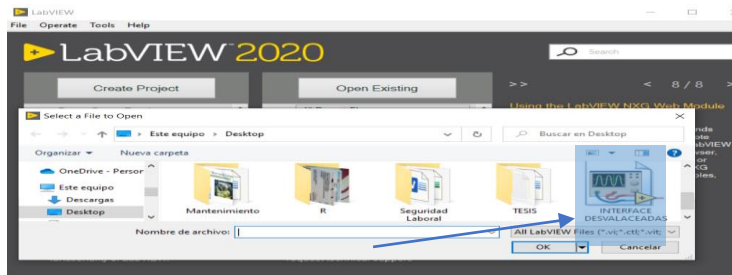 LabVIEW
File Operate Tools Help
LabVIEW 2020
Search
Create Project
Open Existing
>> < 8 / 8 >
Using the LabVIEW NXG Web Module
Select a File to Open
Este equipo > Desktop
Buscar en Desktop
Organizar
Nueva carpeta
OneDrive - Person
Este equipo
Descargas
Desktop
Mantenimiento
R
Seguridad
Laboral
TESIS
INTERFACE
DESVALACEADAS
Nombre de archivo:
All LabVIEW Files (*.vi;*.ctl;*.vit;
OK
Cancelar